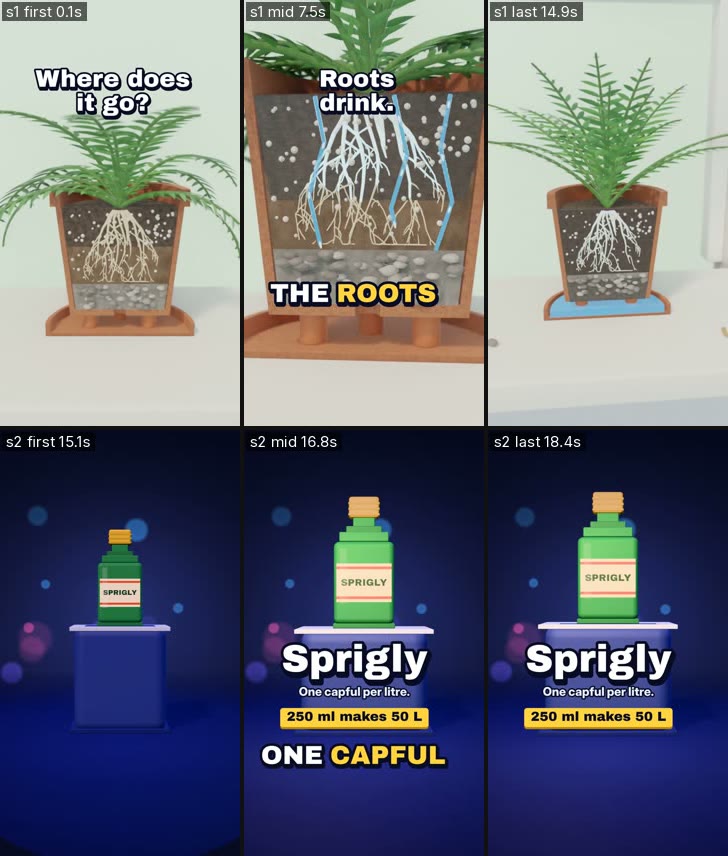 s1 first 0.1s
Where does
it go?
s1 mid 7.5s
Roots
drink.
THE ROOTS
s1 last 14.9s
s2 first 15.1s
SPRIGLY
s2 mid 16.8s
SPRIGLY
Sprigly
One capful per litre.
250 ml makes 50 L
ONE CAPFUL
s2 last 18.4s
SPRIGLY
Sprigly
One capful per litre.
250 ml makes 50 L